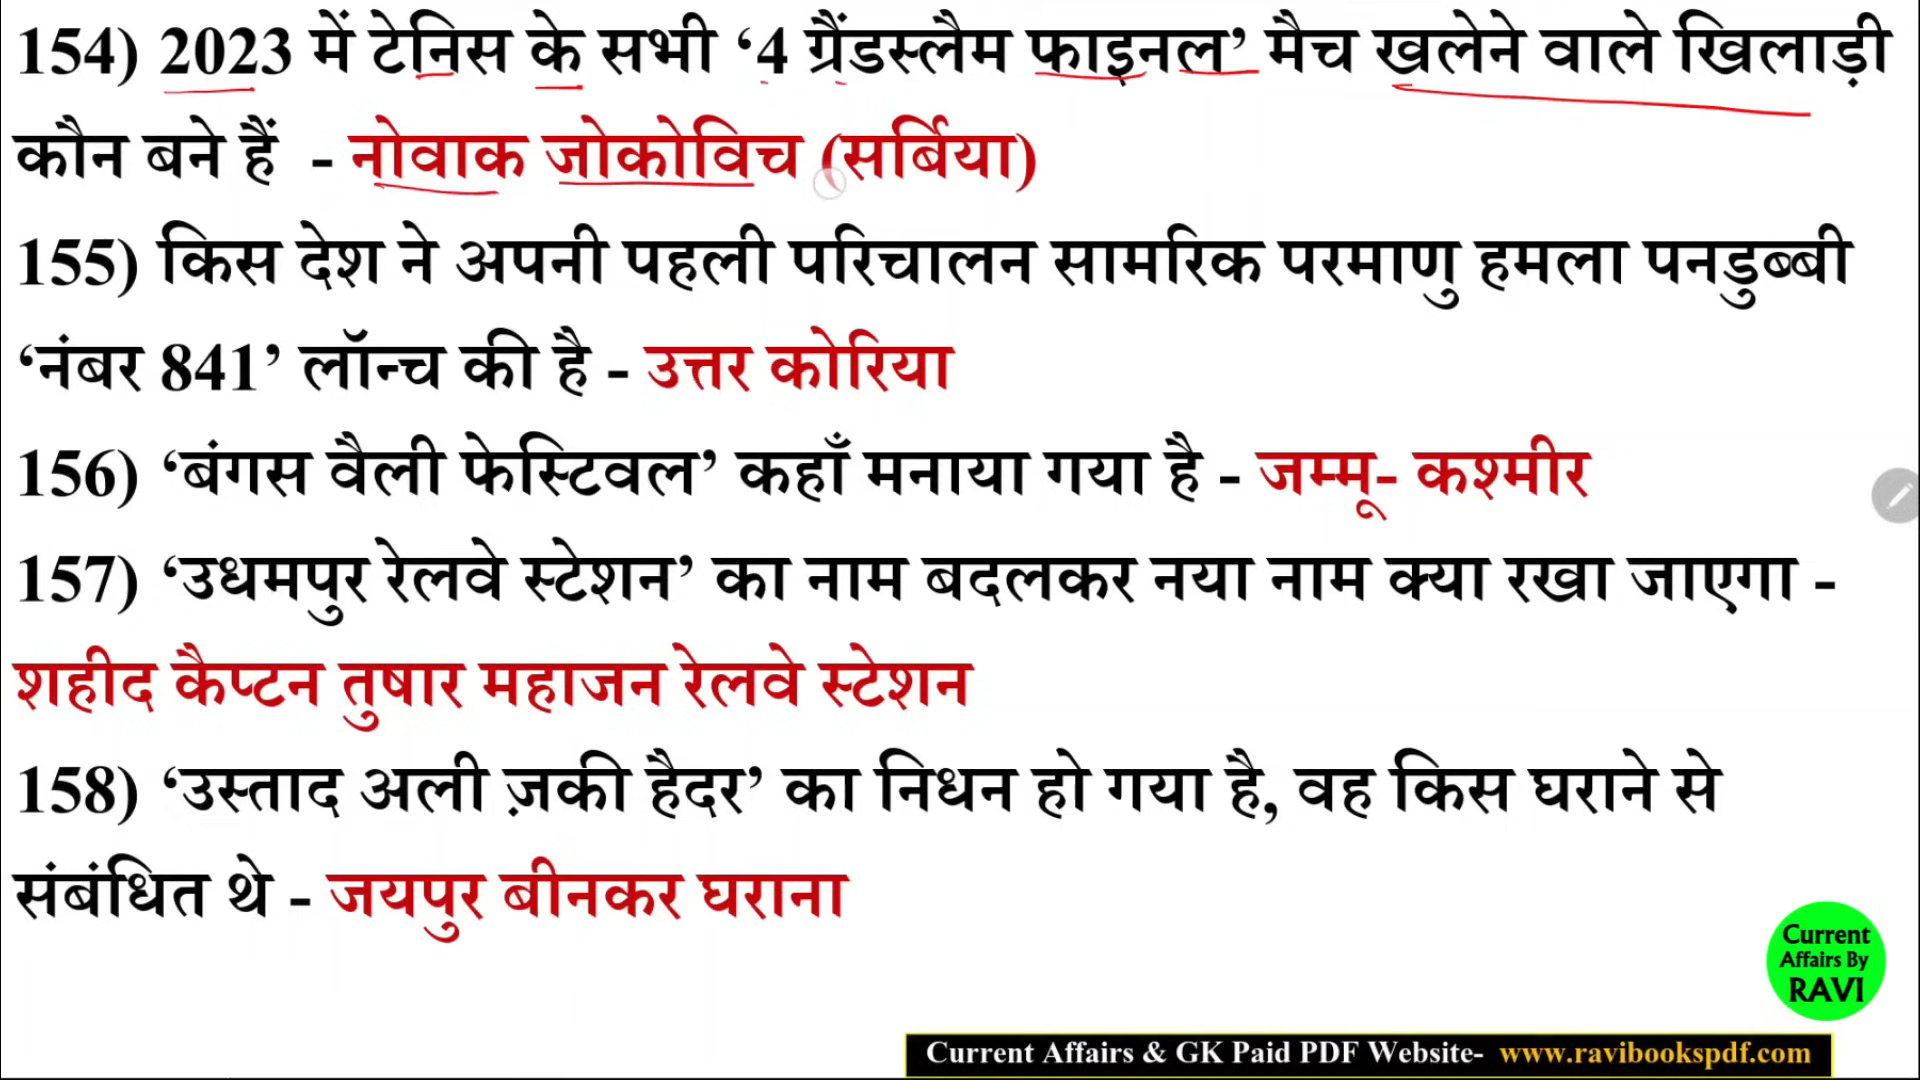 154) 2023 में टेनिस के सभी ‘4 ग्रैंडस्लैम फाइनल’ मैच खलेने वाले खिलाड़ी
कौन बने हैं - नोवाक जोकोविच (सर्बिया)
155) किस देश ने अपनी पहली परिचालन सामरिक परमाणु हमला पनडुब्बी
‘नंबर 841’ लॉन्च की है - उत्तर कोरिया
156) ‘बंगस वैली फेस्टिवल’ कहाँ मनाया गया है - जम्मू- कश्मीर
157) ‘उधमपुर रेलवे स्टेशन’ का नाम बदलकर नया नाम क्या रखा जाएगा -
शहीद कैप्टन तुषार महाजन रेलवे स्टेशन
158) ‘उस्ताद अली ज़की हैदर’ का निधन हो गया है, वह किस घराने से
संबंधित थे - जयपुर बीनकर घराना
Current
Affairs By
RAVI
Current Affairs & GK Paid PDF Website- www.ravibookspdf.com